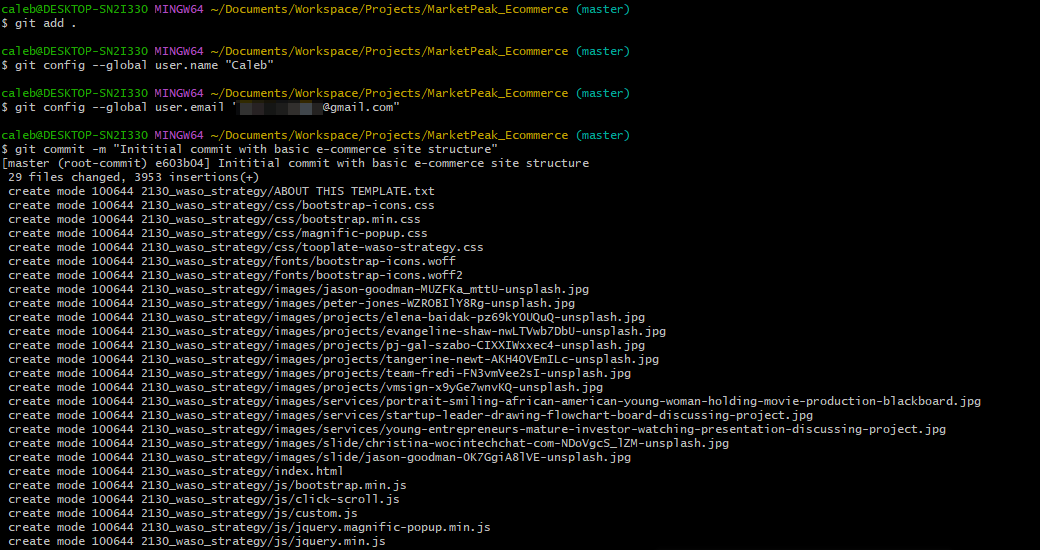 caleb@DESKTOP-SN2I330 MINGW64 ~/Documents/Workspace/Projects/MarketPeak_Ecommerce (master)
$ git add .
caleb@DESKTOP-SN2I330 MINGW64 ~/Documents/Workspace/Projects/MarketPeak_Ecommerce (master)
$ git config --global user.name "Caleb"
caleb@DESKTOP-SN2I330 MINGW64 ~/Documents/Workspace/Projects/MarketPeak_Ecommerce (master)
$ git config --global user.email "@gmail.com"
caleb@DESKTOP-SN2I330 MINGW64 ~/Documents/Workspace/Projects/MarketPeak_Ecommerce (master)
$ git commit -m "Inititial commit with basic e-commerce site structure"
[master (root-commit) e603b04] Inititial commit with basic e-commerce site structure
 29 files changed, 3953 insertions(+)
 create mode 100644 2130_waso_strategy/ABOUT THIS TEMPLATE.txt
 create mode 100644 2130_waso_strategy/css/bootstrap-icons.css
 create mode 100644 2130_waso_strategy/css/bootstrap.min.css
 create mode 100644 2130_waso_strategy/css/magnific-popup.css
 create mode 100644 2130_waso_strategy/css/tooplate-waso-strategy.css
 create mode 100644 2130_waso_strategy/fonts/bootstrap-icons.woff
 create mode 100644 2130_waso_strategy/fonts/bootstrap-icons.woff2
 create mode 100644 2130_waso_strategy/images/jason-goodman-MUZFKa_mttU-unsplash.jpg
 create mode 100644 2130_waso_strategy/images/peter-jones-WZROBIlY8Rg-unsplash.jpg
 create mode 100644 2130_waso_strategy/images/projects/elena-baidak-pz69kYOUQuQ-unsplash.jpg
 create mode 100644 2130_waso_strategy/images/projects/evangeline-shaw-nwLTVwb7DbU-unsplash.jpg
 create mode 100644 2130_waso_strategy/images/projects/pj-gal-szabo-CIXXIWxxec4-unsplash.jpg
 create mode 100644 2130_waso_strategy/images/projects/tangerine-newt-AKH4OVEmILc-unsplash.jpg
 create mode 100644 2130_waso_strategy/images/projects/team-fredi-FN3vmVee2sI-unsplash.jpg
 create mode 100644 2130_waso_strategy/images/projects/vmsign-x9yGe7wnvKQ-unsplash.jpg
 create mode 100644 2130_waso_strategy/images/services/portrait-smiling-african-american-young-woman-holding-movie-production-blackboard.jpg
 create mode 100644 2130_waso_strategy/images/services/startup-leader-drawing-flowchart-board-discussing-project.jpg
 create mode 100644 2130_waso_strategy/images/services/young-entrepreneurs-mature-investor-watching-presentation-discussing-project.jpg
 create mode 100644 2130_waso_strategy/images/slide/christina-wocintechchat-com-NDoVgcS_lZM-unsplash.jpg
 create mode 100644 2130_waso_strategy/images/slide/jason-goodman-OK7GgiA8lVE-unsplash.jpg
 create mode 100644 2130_waso_strategy/index.html
 create mode 100644 2130_waso_strategy/js/bootstrap.min.js
 create mode 100644 2130_waso_strategy/js/click-scroll.js
 create mode 100644 2130_waso_strategy/js/custom.js
 create mode 100644 2130_waso_strategy/js/jquery.magnific-popup.min.js
 create mode 100644 2130_waso_strategy/js/jquery.min.js